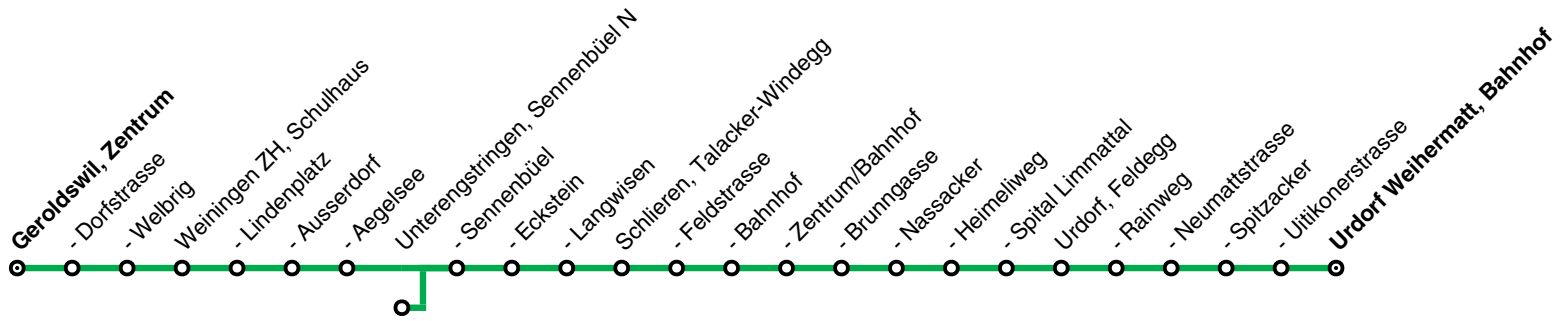 Geroldswil, Zentrum
- Dorfstrasse
- Welbrig
Weiningen ZH, Schulhaus
- Lindenplatz
- Ausserdorf
- Aegelsee
Unterengstringen, Sennenbüel N
- Sennenbüel
- Eckstein
- Langwisen
Schlieren, Talacker-Windegg
- Feldstrasse
- Bahnhof
- Zentrum/Bahnhof
- Brunngasse
- Nassacker
- Heimeliweg
- Spital Limmattal
Urdorf, Feldegg
- Rainweg
- Neumattstrasse
- Spitzacker
- Uitikonerstrasse
Urdorf Weihermatt, Bahnhof